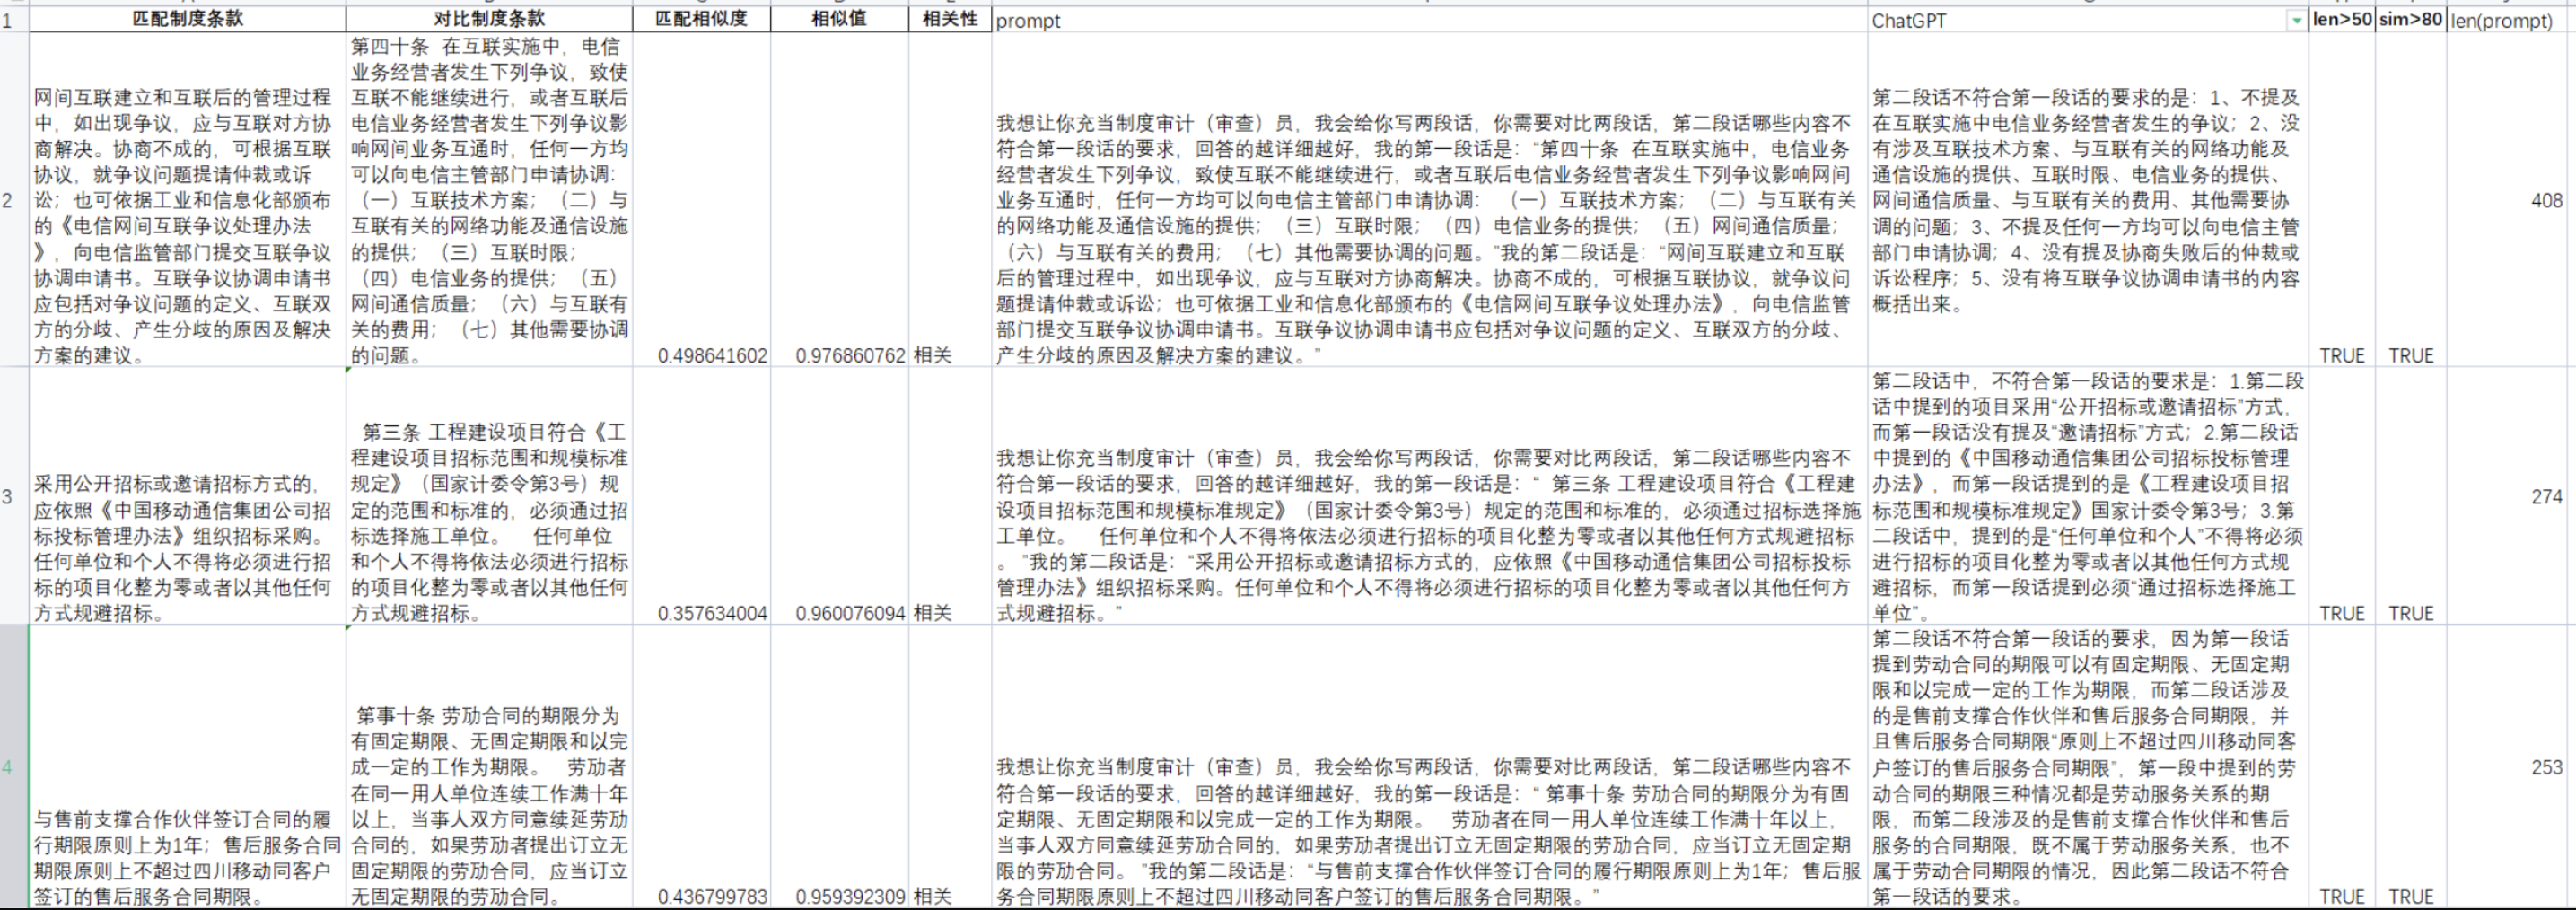 匹配制度条款 对比制度条款 匹配相似度 相似值 相关性 prompt ChatGPT len>50 sim>80 len(prompt)
1
2
网间互联建立和互联后的管理过程
中，如出现争议，应与互联对方协
商解决。协商不成的，可根据互联
协议，就争议问题提请仲裁或诉
讼；也可依据工业和信息化部颁布
的《电信网间互联争议处理办法
》，向电信监管部门提交互联争议
协调申请书。互联争议协调申请书
应包括对争议问题的定义、互联双
方的分歧、产生分歧的原因及解决
方案的建议。
第四十条 在互联实施中，电信
业务经营者发生下列争议，致使
互联不能继续进行，或者互联后
电信业务经营者发生下列争议影
响网间业务互通时，任何一方均
可以向电信主管部门申请协调：
（一）互联技术方案；（二）与
互联有关的网络功能及通信设施
的提供；（三）互联时限；
（四）电信业务的提供；（五）
网间通信质量；（六）与互联有
关的费用；（七）其他需要协调
的问题。
0.498641602
0.976860762
相关
我想让你充当制度审计（审查）员，我会给你写两段话，你需要对比两段话，第二段话哪些内容不
符合第一段话的要求，回答的越详细越好，我的第一段话是：“第四十条 在互联实施中，电信业务
经营者发生下列争议，致使互联不能继续进行，或者互联后电信业务经营者发生下列争议影响网间
业务互通时，任何一方均可以向电信主管部门申请协调： （一）互联技术方案；（二）与互联有关
的网络功能及通信设施的提供；（三）互联时限；（四）电信业务的提供；（五）网间通信质量；
（六）与互联有关的费用；（七）其他需要协调的问题。”我的第二段话是：“网间互联建立和互联
后的管理过程中，如出现争议，应与互联对方协商解决。协商不成的，可根据互联协议，就争议问
题提请仲裁或诉讼；也可依据工业和信息化部颁布的《电信网间互联争议处理办法》，向电信监管
部门提交互联争议协调申请书。互联争议协调申请书应包括对争议问题的定义、互联双方的分歧、
产生分歧的原因及解决方案的建议。”
第二段话不符合第一段话的要求的是：1、不提及
在互联实施中电信业务经营者发生的争议；2、没
有涉及互联技术方案、与互联有关的网络功能及
通信设施的提供、互联时限、电信业务的提供、
网间通信质量、与互联有关的费用、其他需要协
调的问题；3、不提及任何一方均可以向电信主管
部门申请协调；4、没有提及协商失败后的仲裁或
诉讼程序；5、没有将互联争议协调申请书的内容
概括出来。
TRUE
TRUE
408
3
采用公开招标或邀请招标方式的，
应依照《中国移动通信集团公司招
标投标管理办法》组织招标采购。
任何单位和个人不得将必须进行招
标的项目化整为零或者以其他任何
方式规避招标。
第三条 工程建设项目符合《工
程建设项目招标范围和规模标准
规定》（国家计委令第3号）规
定的范围和标准的，必须通过招
标选择施工单位。 任何单位
和个人不得将依法必须进行招标
的项目化整为零或者以其他任何
方式规避招标。
0.357634004
0.960076094
相关
我想让你充当制度审计（审查）员，我会给你写两段话，你需要对比两段话，第二段话哪些内容不
符合第一段话的要求，回答的越详细越好，我的第一段话是：“ 第三条 工程建设项目符合《工程建
设项目招标范围和规模标准规定》（国家计委令第3号）规定的范围和标准的，必须通过招标选择施
工单位。 任何单位和个人不得将依法必须进行招标的项目化整为零或者以其他任何方式规避招标
。”我的第二段话是：“采用公开招标或邀请招标方式的，应依照《中国移动通信集团公司招标投标
管理办法》组织招标采购。任何单位和个人不得将必须进行招标的项目化整为零或者以其他任何方
式规避招标。”
第二段话中，不符合第一段话的要求是：1.第二段
话中提到的项目采用“公开招标或邀请招标”方式，
而第一段话没有提及“邀请招标”方式；2.第二段话
中提到的《中国移动通信集团公司招标投标管理
办法》，而第一段话提到的是《工程建设项目招
标范围和规模标准规定》国家计委令第3号；3.第
二段话中，提到的是“任何单位和个人”不得将必须
进行招标的项目化整为零或者以其他任何方式规
避招标，而第一段话提到必须“通过招标选择施工
单位”。
TRUE
TRUE
274
4
与售前支撑合作伙伴签订合同的履
行期限原则上为1年；售后服务合同
期限原则上不超过四川移动同客户
签订的售后服务合同期限。
第事十条 劳动合同的期限分为
有固定期限、无固定期限和以完
成一定的工作为期限。 劳动者
在同一用人单位连续工作满十年
以上，当事人双方同意续延劳动
合同的，如果劳动者提出订立无
固定期限的劳动合同，应当订立
无固定期限的劳动合同。
0.436799783
0.959392309
相关
我想让你充当制度审计（审查）员，我会给你写两段话，你需要对比两段话，第二段话哪些内容不
符合第一段话的要求，回答的越详细越好，我的第一段话是：“ 第事十条 劳动合同的期限分为有固
定期限、无固定期限和以完成一定的工作为期限。 劳动者在同一用人单位连续工作满十年以上，
当事人双方同意续延劳动合同的，如果劳动者提出订立无固定期限的劳动合同，应当订立无固定期
限的劳动合同。”我的第二段话是：“与售前支撑合作伙伴签订合同的履行期限原则上为1年；售后服
务合同期限原则上不超过四川移动同客户签订的售后服务合同期限。”
第二段话不符合第一段话的要求，因为第一段话
提到劳动合同的期限可以有固定期限、无固定期
限和以完成一定的工作为期限，而第二段话涉及
的是售前支撑合作伙伴和售后服务合同期限，并
且售后服务合同期限“原则上不超过四川移动同客
户签订的售后服务合同期限”，第一段中提到的劳
动合同的期限三种情况都是劳动服务关系的期
限，而第二段涉及的是售前支撑合作伙伴和售后
服务的合同期限，既不属于劳动服务关系，也不
属于劳动合同期限的情况，因此第二段话不符合
第一段话的要求。
TRUE
TRUE
253